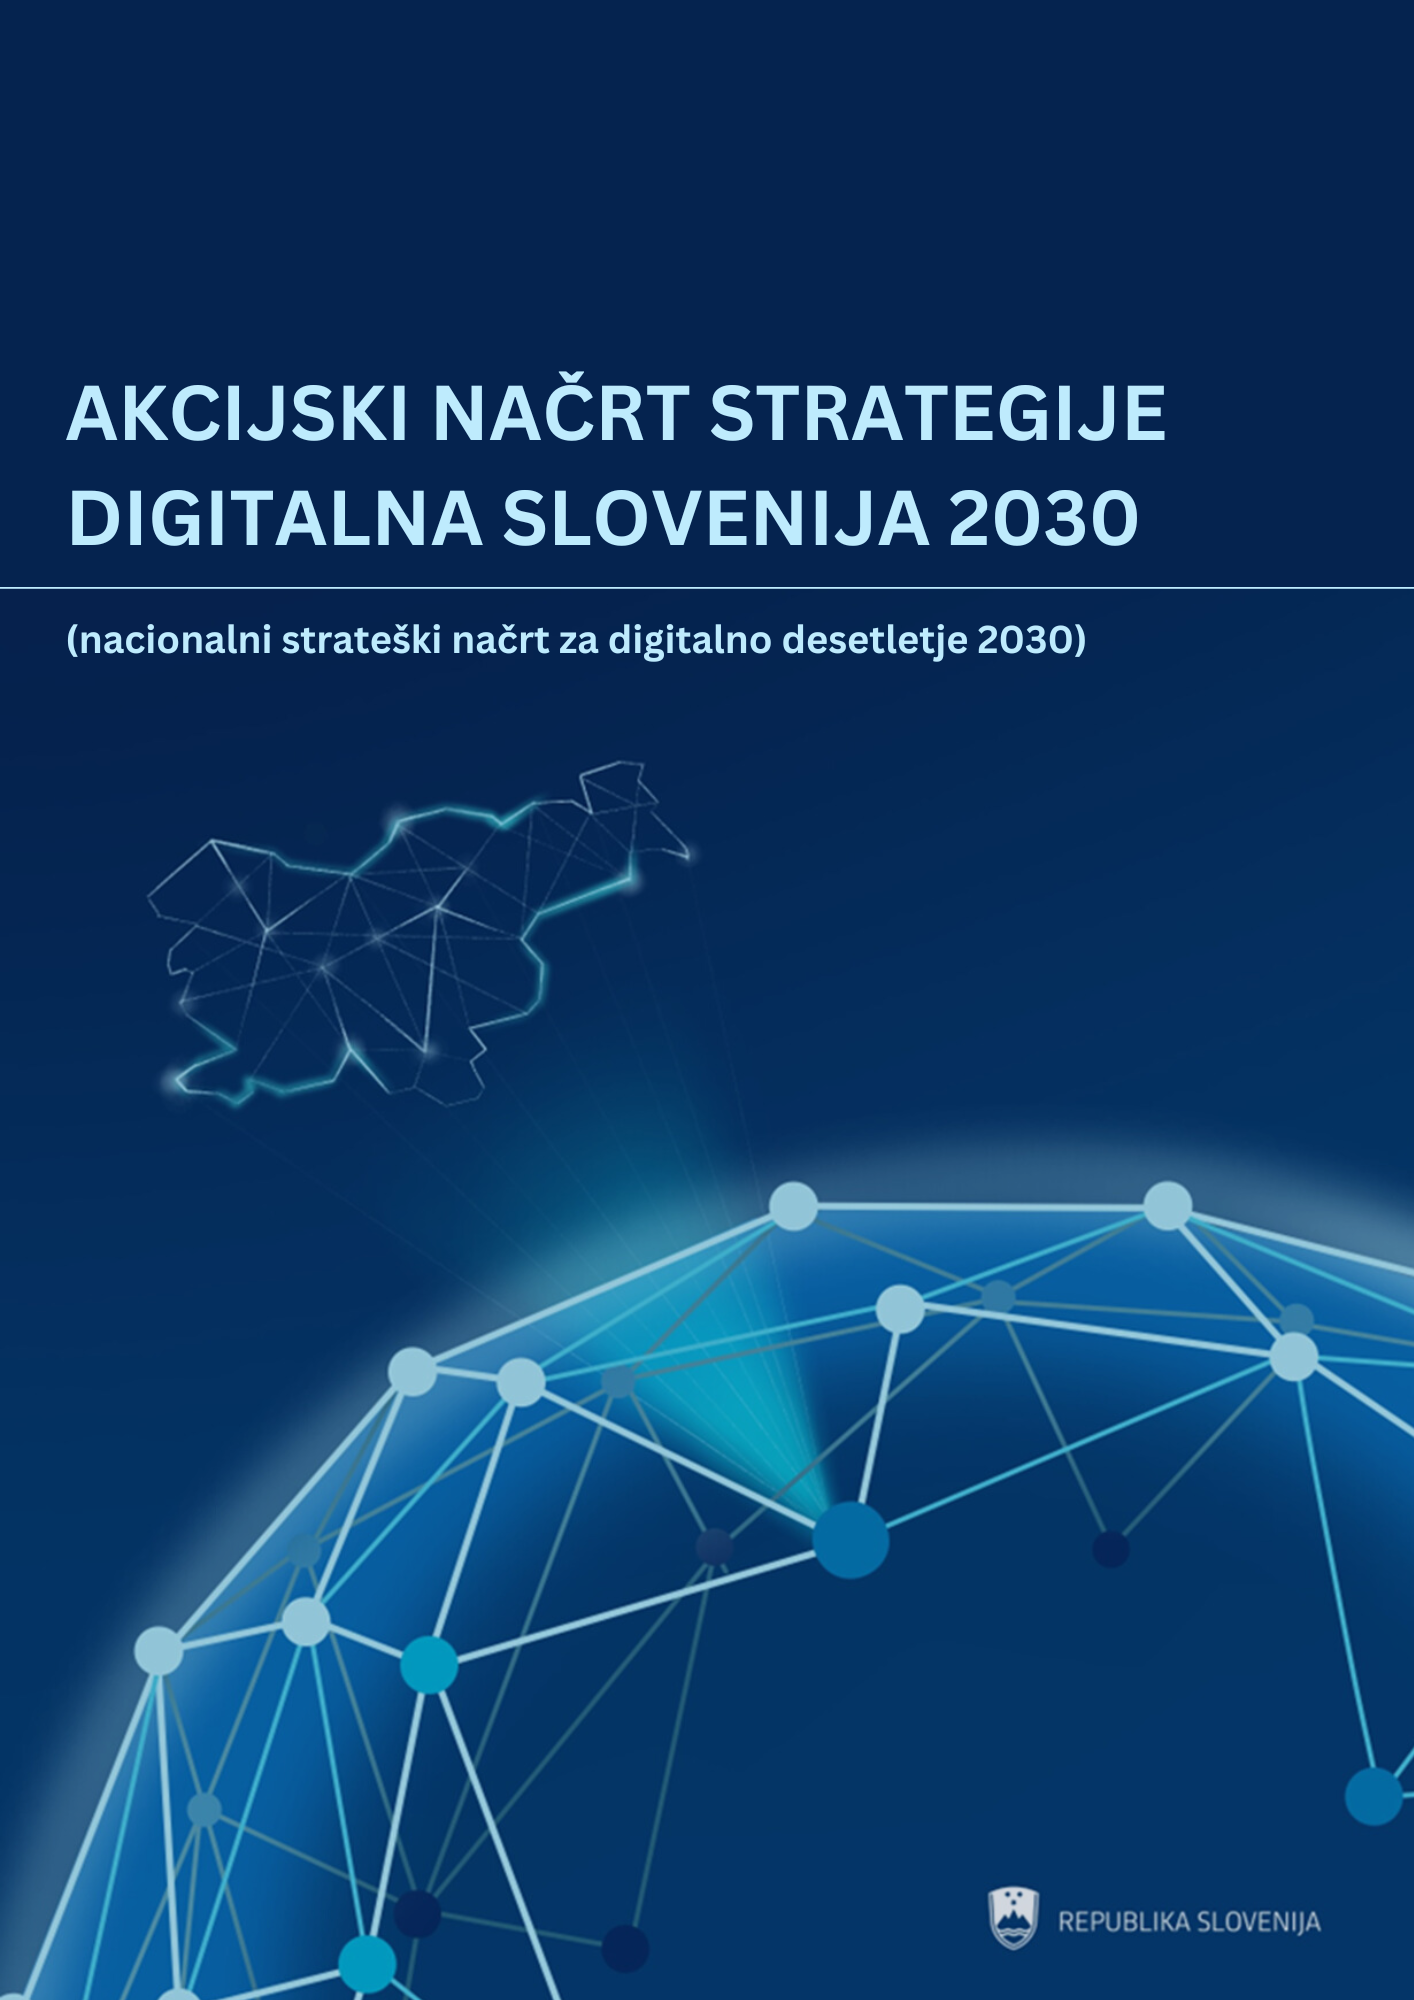 AKCIJSKI NAČRT STRATEGIJE
DIGITALNA SLOVENIJA 2030
(nacionalni strateški načrt za digitalno desetletje 2030)
REPUBLIKA SLOVENIJA